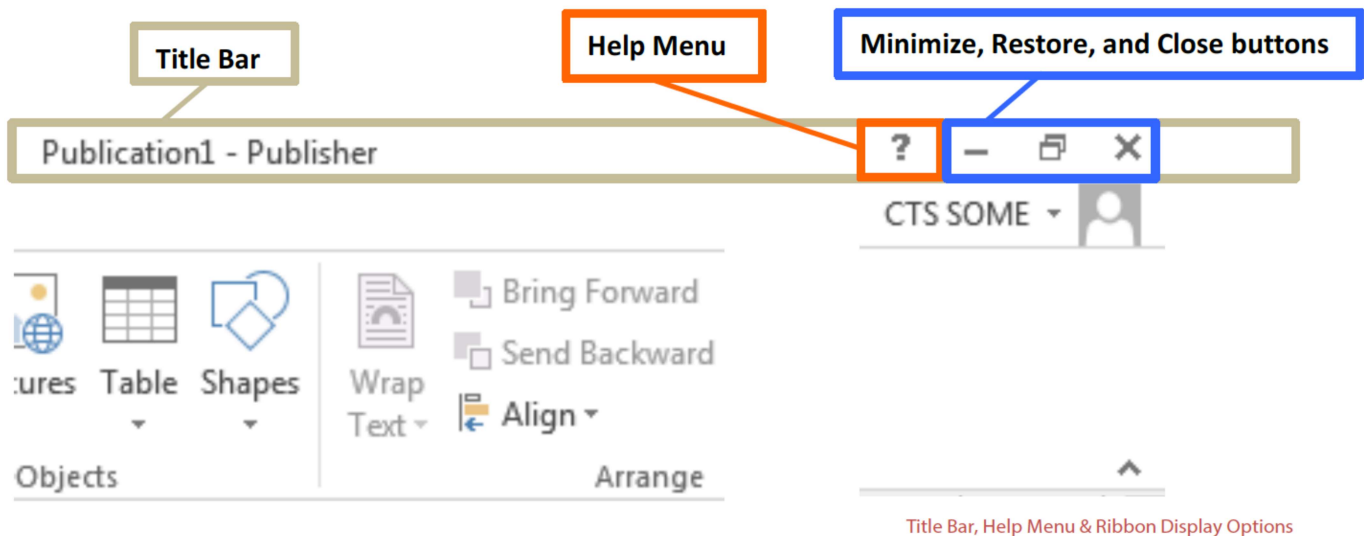 Title Bar
Help Menu
Minimize, Restore, and Close buttons
Publication1 - Publisher
?
CTS SOME
Bring Forward
Send Backward
Align
:ures Table Shapes
Wrap
Text
Objects
Arrange
Title Bar, Help Menu & Ribbon Display Options